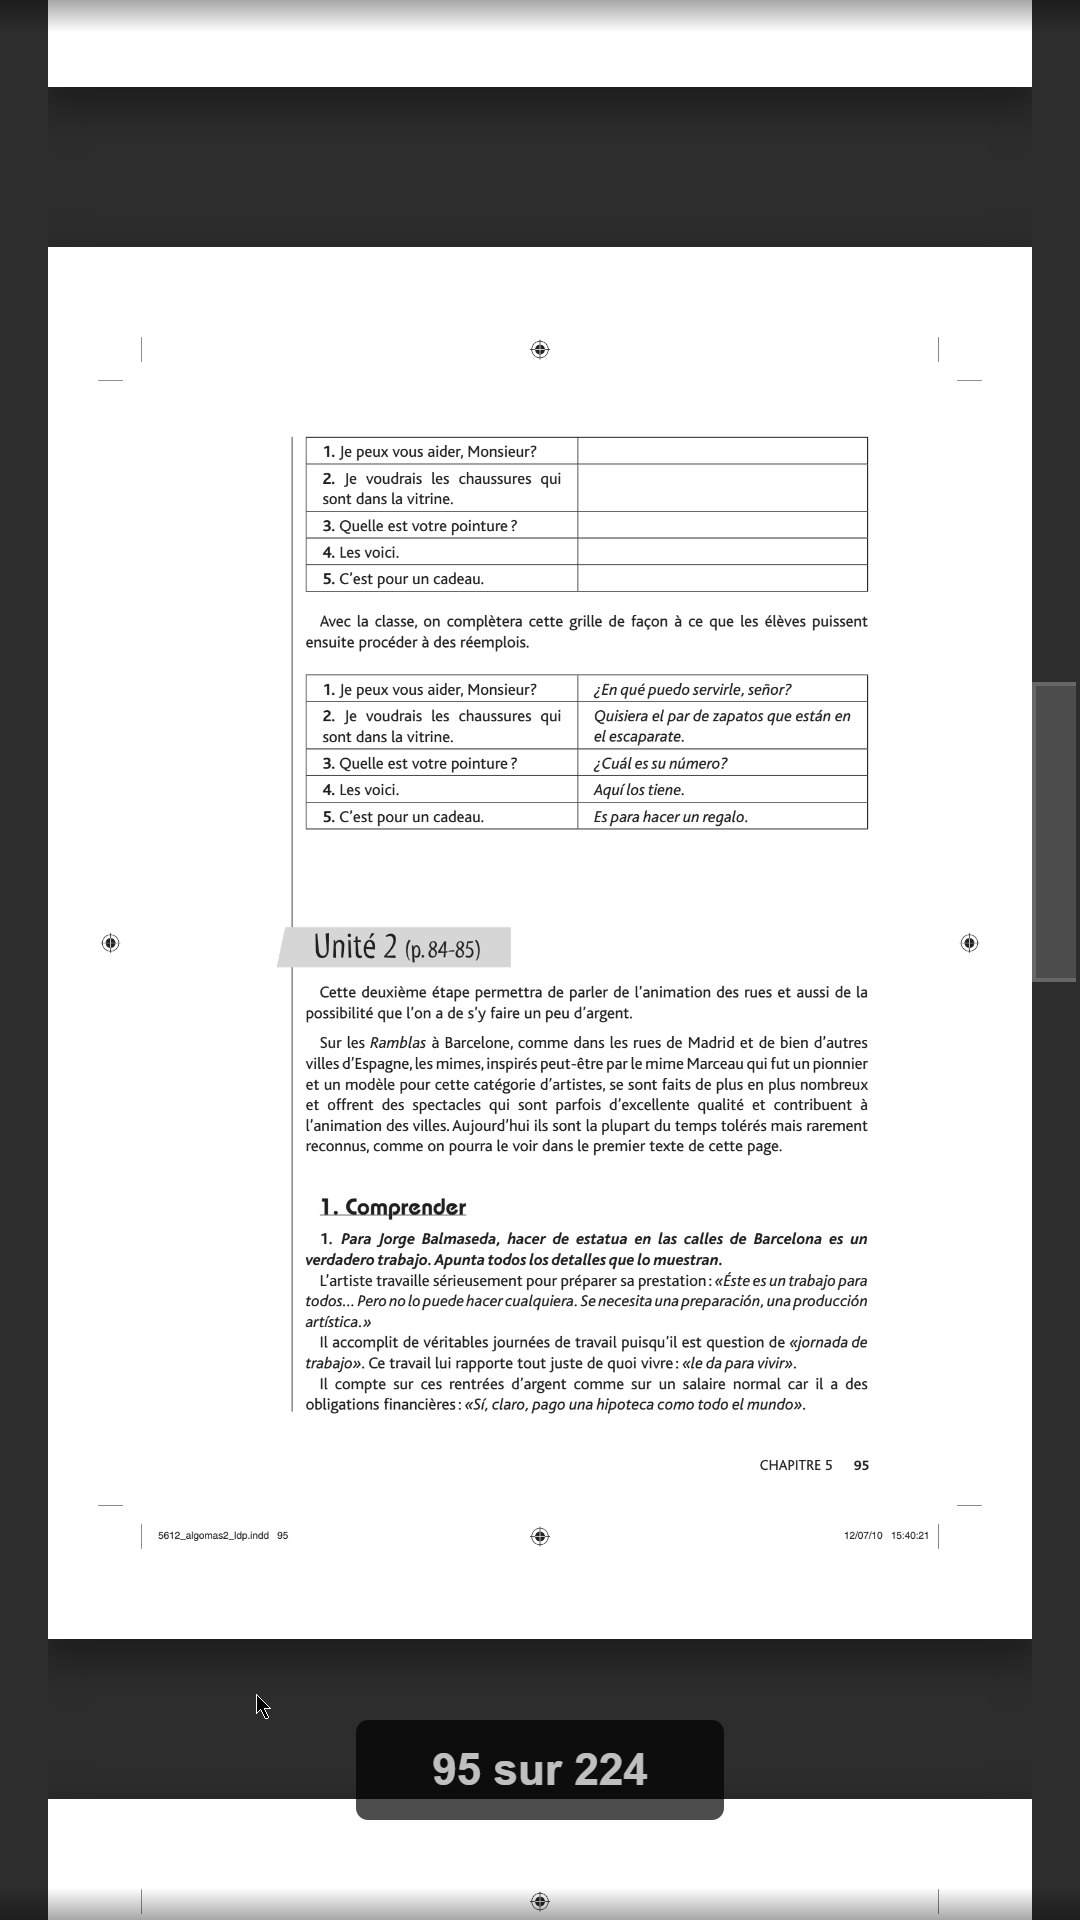 1. Je peux vous aider, Monsieur?
2. Je voudrais les chaussures qui
sont dans la vitrine.
3. Quelle est votre pointure ?
4. Les voici.
5. C'est pour un cadeau.
Avec la classe, on complètera cette grille de façon à ce que les élèves puissent
ensuite procéder à des réemplois.
1. Je peux vous aider, Monsieur?
¿En qué puedo servirle, señor?
2. Je voudrais les chaussures qui
sont dans la vitrine.
Quisiera el par de zapatos que están en
el escaparate.
3. Quelle est votre pointure ?
¿Cuál es su número?
4. Les voici.
Aquí los tiene.
5. C'est pour un cadeau.
Es para hacer un regalo.
Unité 2 (p. 84-85)
Cette deuxième étape permettra de parler de l'animation des rues et aussi de la
possibilité que l'on a de s'y faire un peu d'argent.
Sur les Ramblas à Barcelone, comme dans les rues de Madrid et de bien d'autres
villes d'Espagne, les mimes, inspirés peut-être par le mime Marceau qui fut un pionnier
et un modèle pour cette catégorie d'artistes, se sont faits de plus en plus nombreux
et offrent des spectacles qui sont parfois d'excellente qualité et contribuent à
l'animation des villes. Aujourd'hui ils sont la plupart du temps tolérés mais rarement
reconnus, comme on pourra le voir dans le premier texte de cette page.
1. Comprender
1. Para Jorge Balmaseda, hacer de estatua en las calles de Barcelona es un
verdadero trabajo. Apunta todos los detalles que lo muestran.
L'artiste travaille sérieusement pour préparer sa prestation : «Éste es un trabajo para
todos... Pero no lo puede hacer cualquiera. Se necesita una preparación, una producción
artística.»
Il accomplit de véritables journées de travail puisqu'il est question de «jornada de
trabajo». Ce travail lui rapporte tout juste de quoi vivre : «le da para vivir».
Il compte sur ces rentrées d'argent comme sur un salaire normal car il a des
obligations financières : «Sí, claro, pago una hipoteca como todo el mundo».
CHAPITRE 5 95
5612_algomas2_ldp.indd 95
12/07/10 15:40:21
95 sur 224